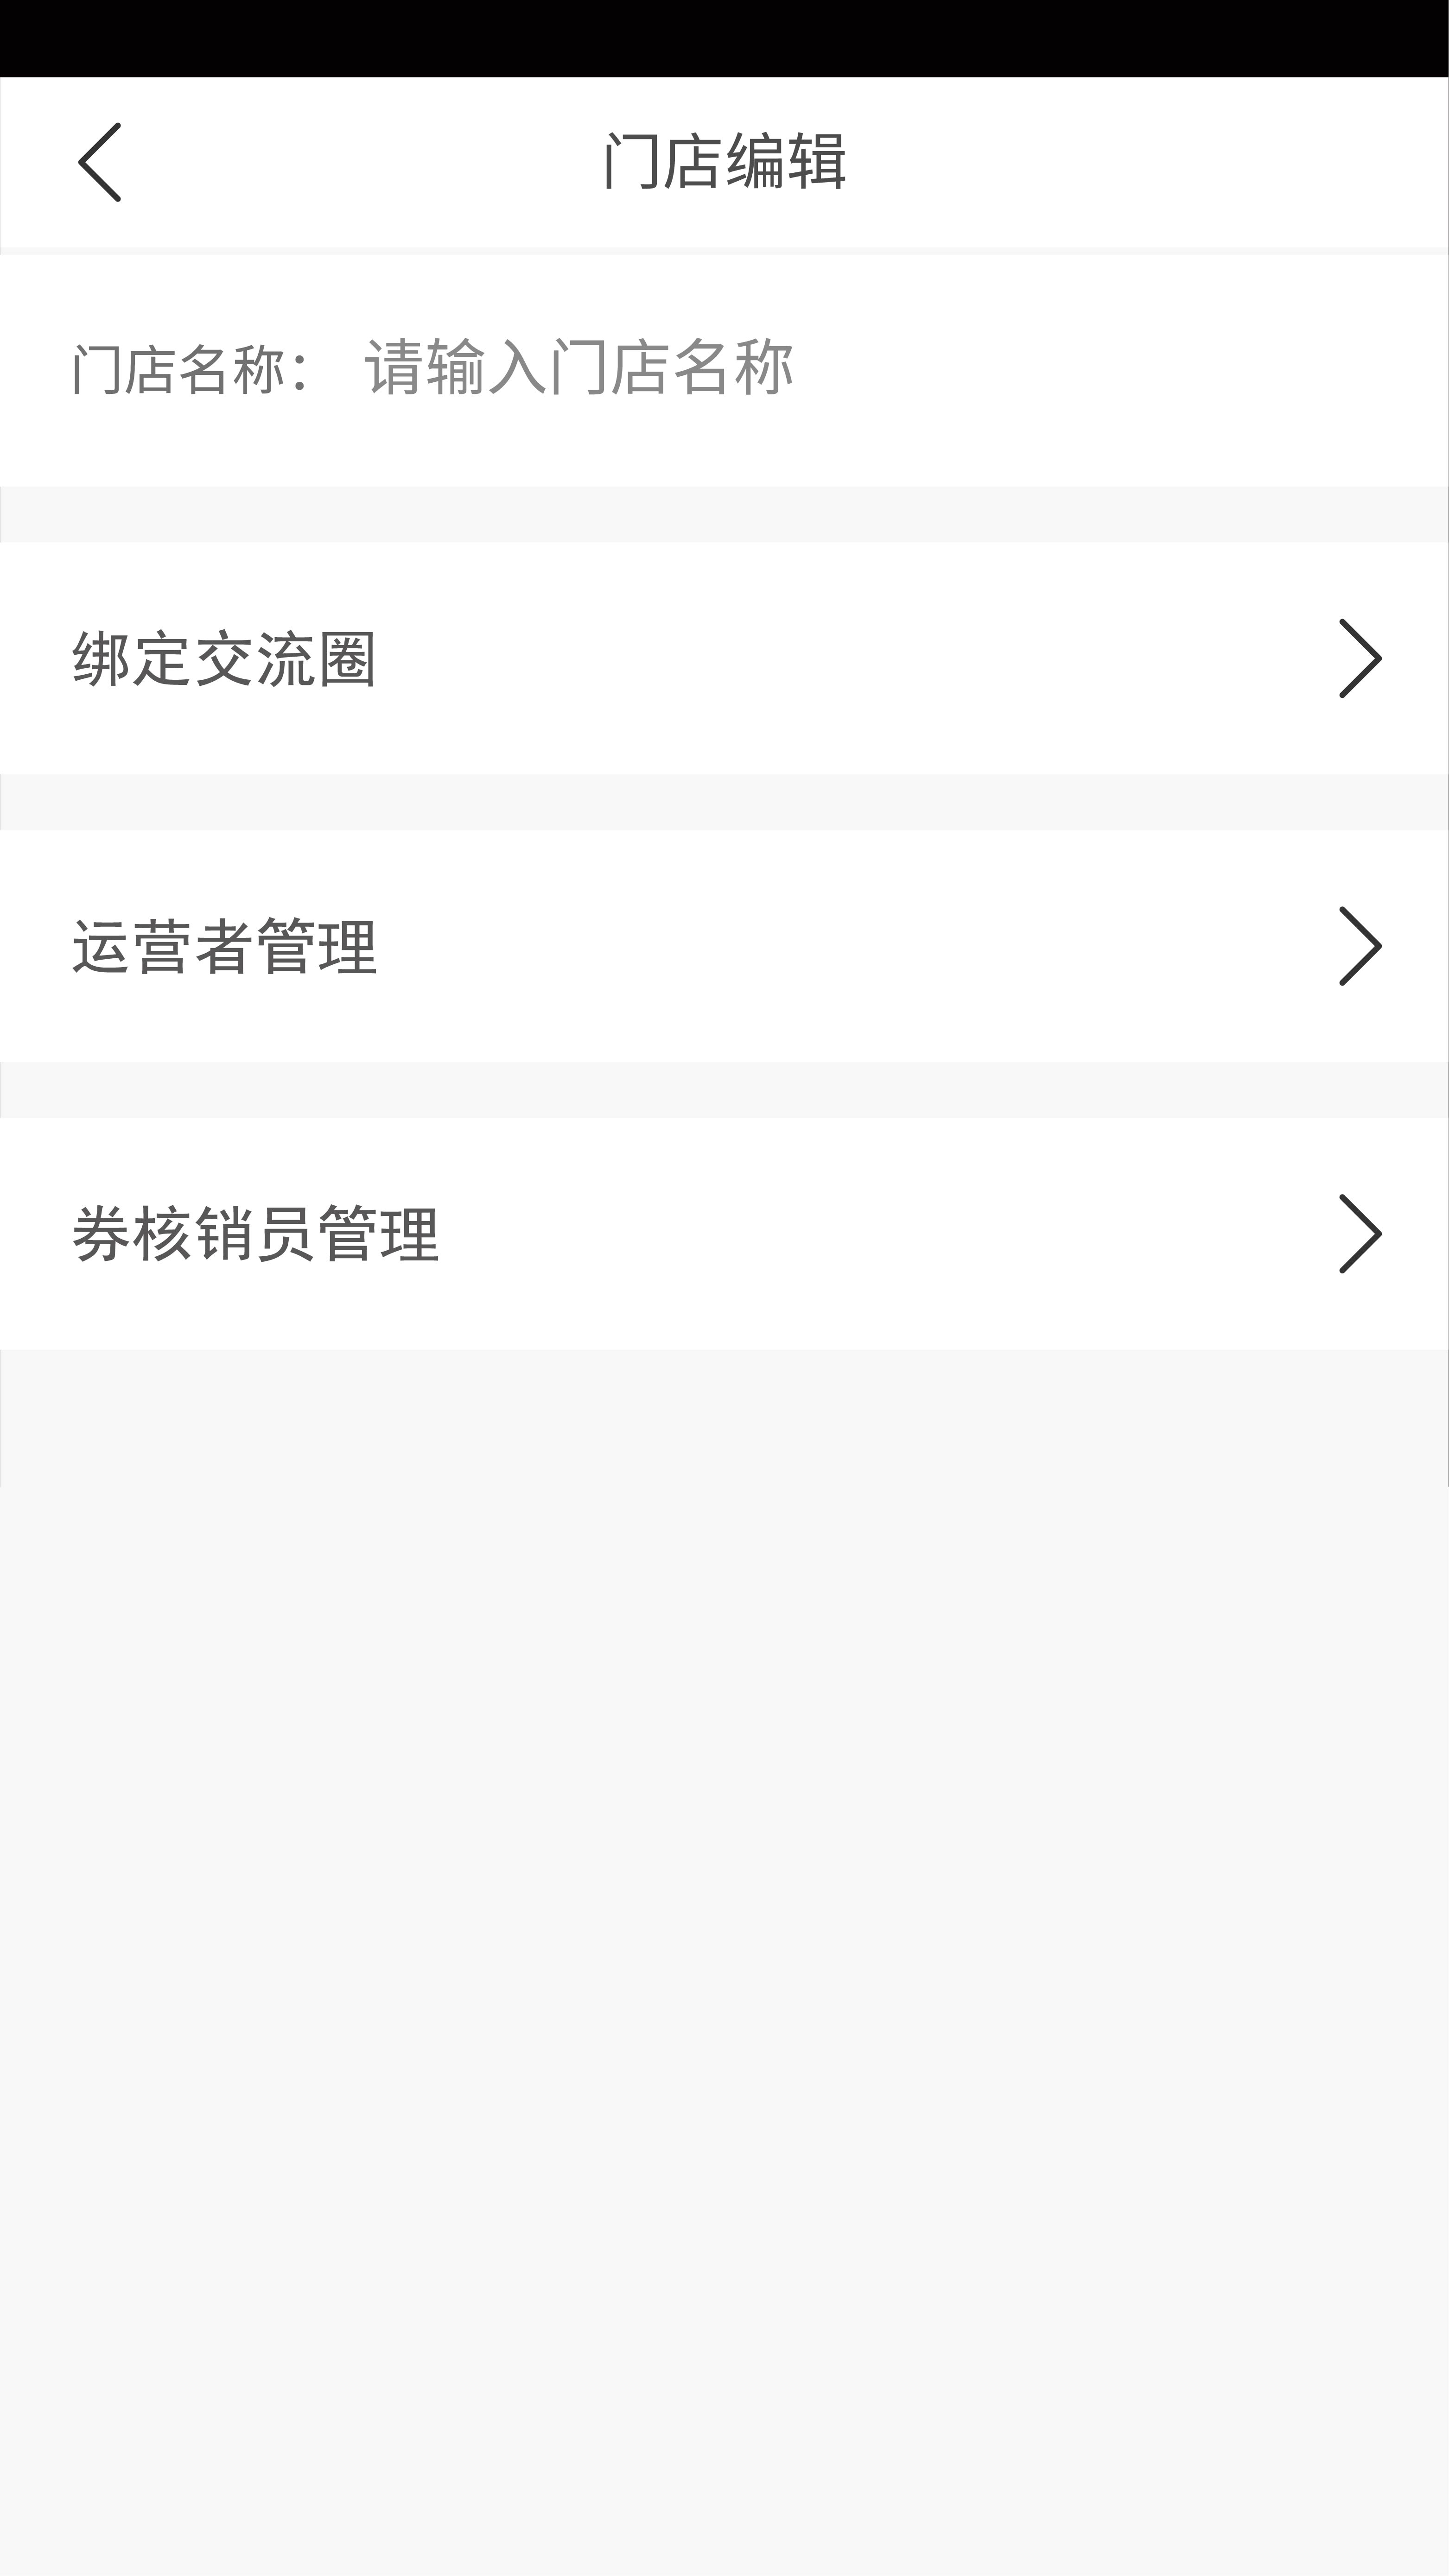 门店编辑
门店名称： 请输入门店名称
绑定交流圈
运营者管理
券核销员管理